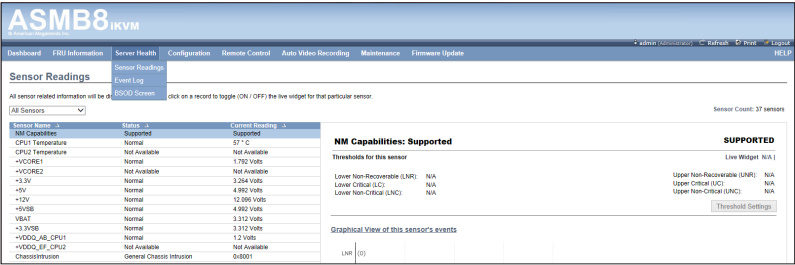 ASMB8 iKVM
© American Megatrends Inc.
admin (Administrator) Refresh Print Logout
Dashboard FRU Information Server Health Configuration Remote Control Auto Video Recording Maintenance Firmware Update HELP
Sensor Readings
Event Log
BSOD Screen
Sensor Readings
All sensor related information will be di click on a record to toggle (ON / OFF) the live widget for that particular sensor.
All Sensors Sensor Count: 37 sensors
Sensor Name Status Current Reading
NM Capabilities Supported Supported
CPU1 Temperature Normal 57 ° C
CPU2 Temperature Not Available Not Available
+VCORE1 Normal 1.792 Volts
+VCORE2 Not Available Not Available
+3.3V Normal 3.264 Volts
+5V Normal 4.992 Volts
+12V Normal 12.096 Volts
+5VSB Normal 4.992 Volts
VBAT Normal 3.312 Volts
+3.3VSB Normal 3.312 Volts
+VDDQ_AB_CPU1 Normal 1.2 Volts
+VDDQ_EF_CPU2 Not Available Not Available
ChassisIntrusion General Chassis Intrusion 0x8001
NM Capabilities: Supported SUPPORTED
Thresholds for this sensor Live Widget N/A |
Lower Non-Recoverable (LNR): N/A Upper Non-Recoverable (UNR): N/A
Lower Critical (LC): N/A Upper Critical (UC): N/A
Lower Non-Critical (LNC): N/A Upper Non-Critical (UNC): N/A
Threshold Settings
Graphical View of this sensor's events
LNR (0)